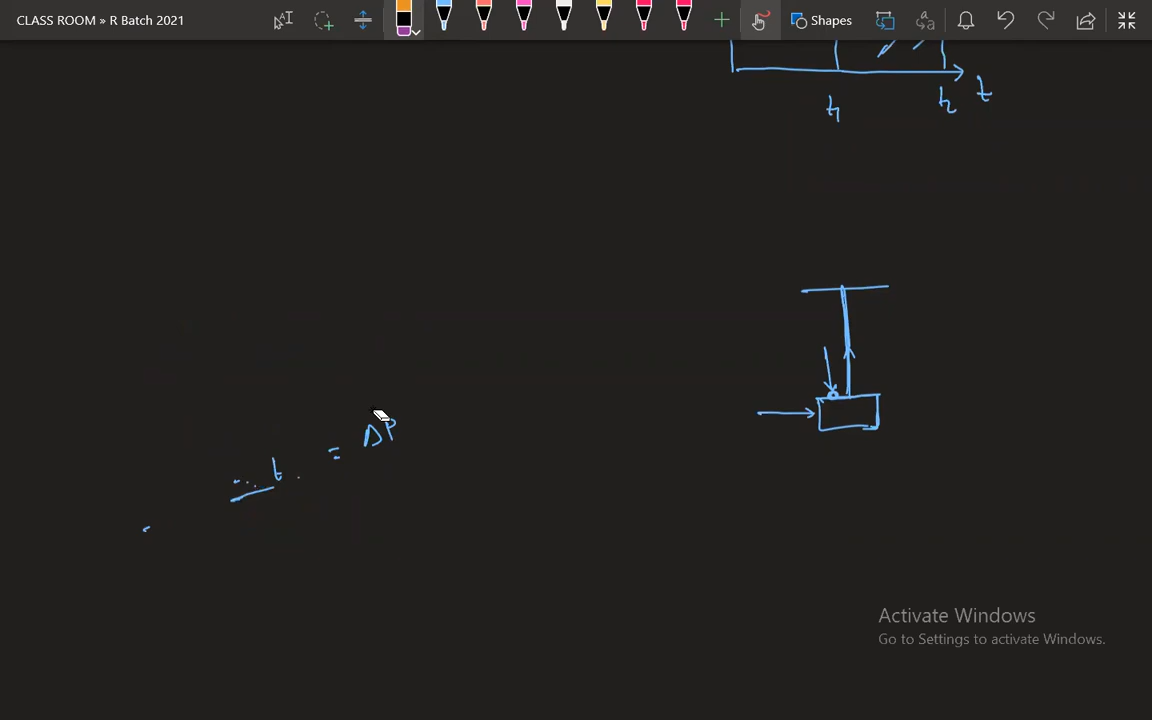 CLASS ROOM » R Batch 2021
Shapes
t₁ t₂ t
= ΔP
t
Activate Windows
Go to Settings to activate Windows.